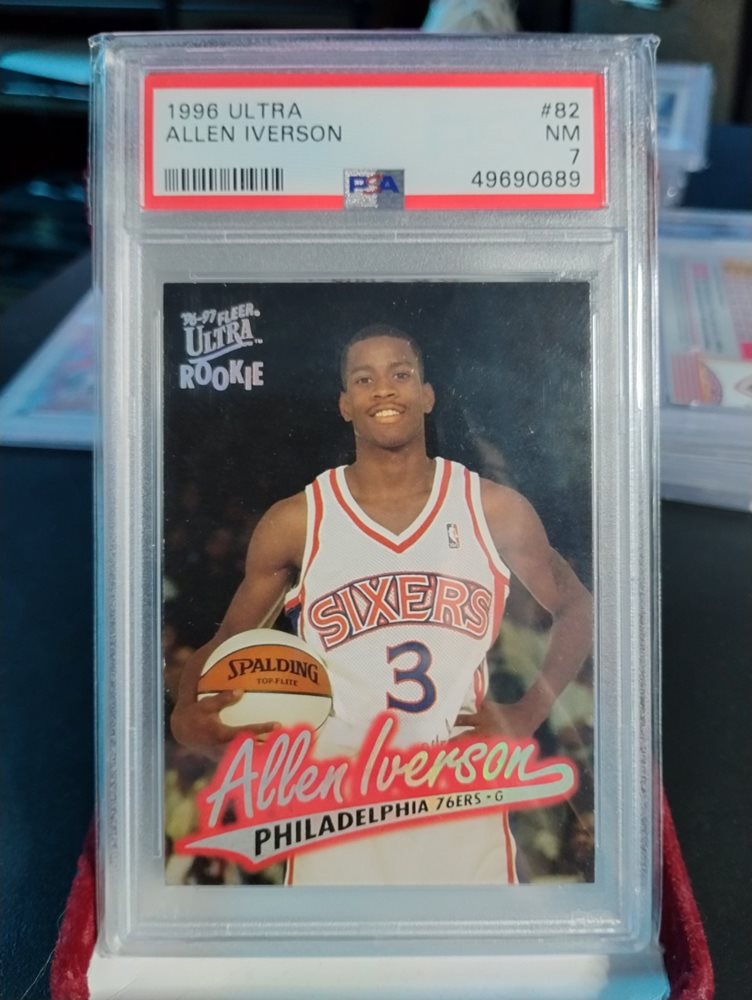 1996 ULTRA #82
ALLEN IVERSON NM
7
PSA 49690689
'96-97 FLEER
ULTRA™
ROOKIE
SIXERS
3
SPALDING
TOP-FLITE
Allen Iverson
PHILADELPHIA 76ERS • G